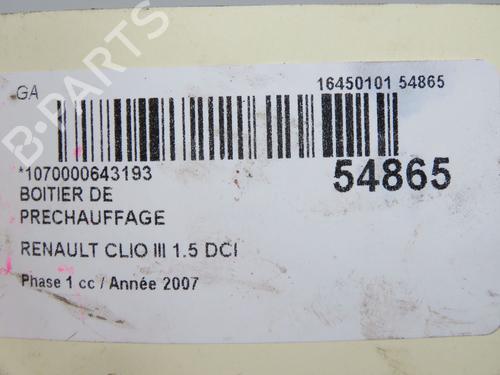 GA
16450101 54865
*1070000643193
54865
BOITIER DE
PRECHAUFFAGE
RENAULT CLIO III 1.5 DCI
Phase 1 cc / Année 2007
B-PARTS